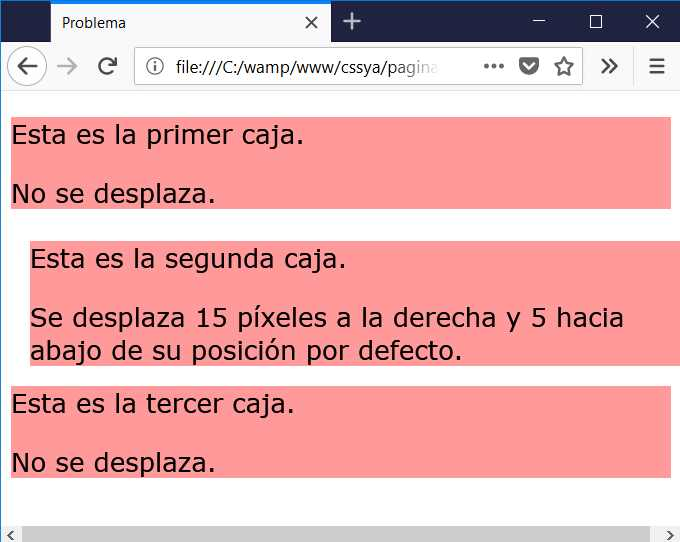 Problema
file:///C:/wamp/www/cssya/pagina
Esta es la primer caja.
No se desplaza.
Esta es la segunda caja.
Se desplaza 15 píxeles a la derecha y 5 hacia
abajo de su posición por defecto.
Esta es la tercer caja.
No se desplaza.